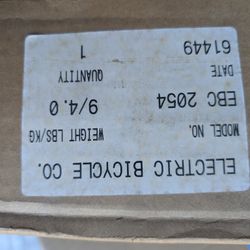 ELECTRIC BICYCLE CO.
MODEL NO. WEIGHT LBS/KG
EBC 2054 9/4.0
DATE QUANTITY
61449 1